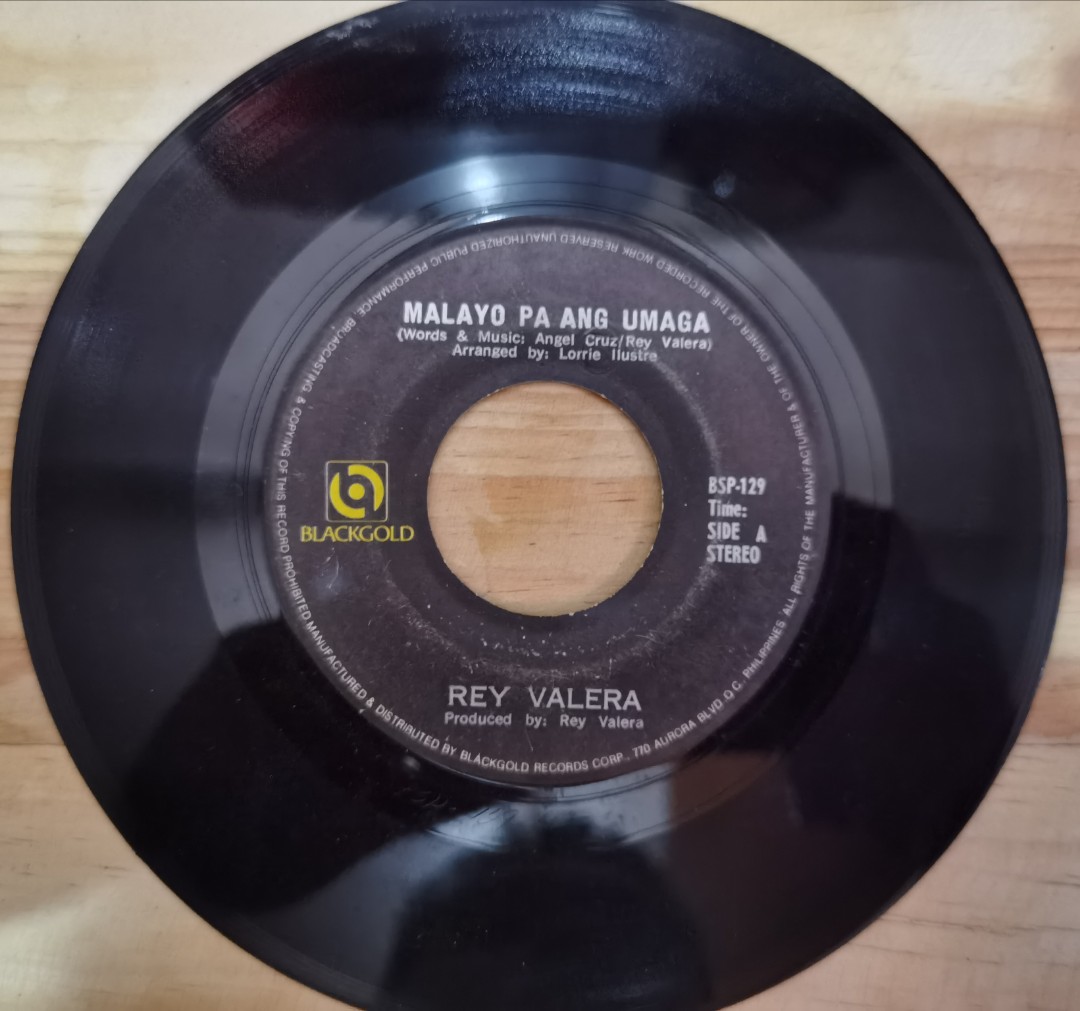 MALAYO PA ANG UMAGA
(Words & Music: Angel Cruz/Rey Valera)
Arranged by: Lorrie Ilustre
BLACKGOLD
BSP-129
Time:
SIDE A
STEREO
REY VALERA
Produced by: Rey Valera
MANUFACTURED & DISTRIBUTED BY BLACKGOLD RECORDS CORP. 770 AURORA BLVD. Q.C. PHILIPPINES ALL RIGHTS OF THE MANUFACTURER & OF THE OWNER OF THE RECORDED WORK RESERVED UNAUTHORIZED PUBLIC PERFORMANCE, BROADCASTING & COPYING OF THIS RECORD PROHIBITED